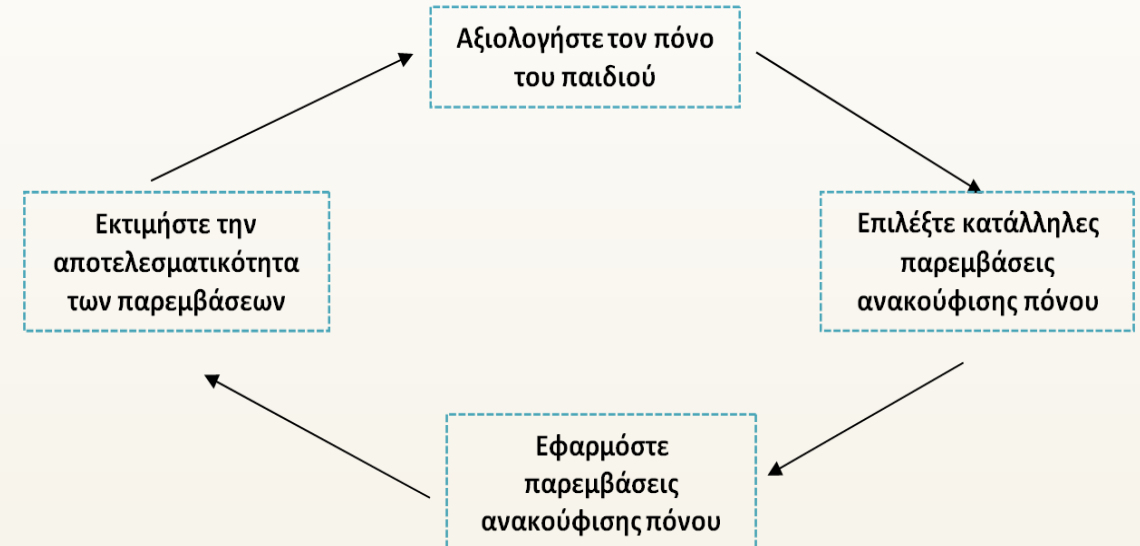 Αξιολογήστε τον πόνο
του παιδιού
Επιλέξτε κατάλληλες
παρεμβάσεις
ανακούφισης πόνου
Εφαρμόστε
παρεμβάσεις
ανακούφισης πόνου
Εκτιμήστε την
αποτελεσματικότητα
των παρεμβάσεων